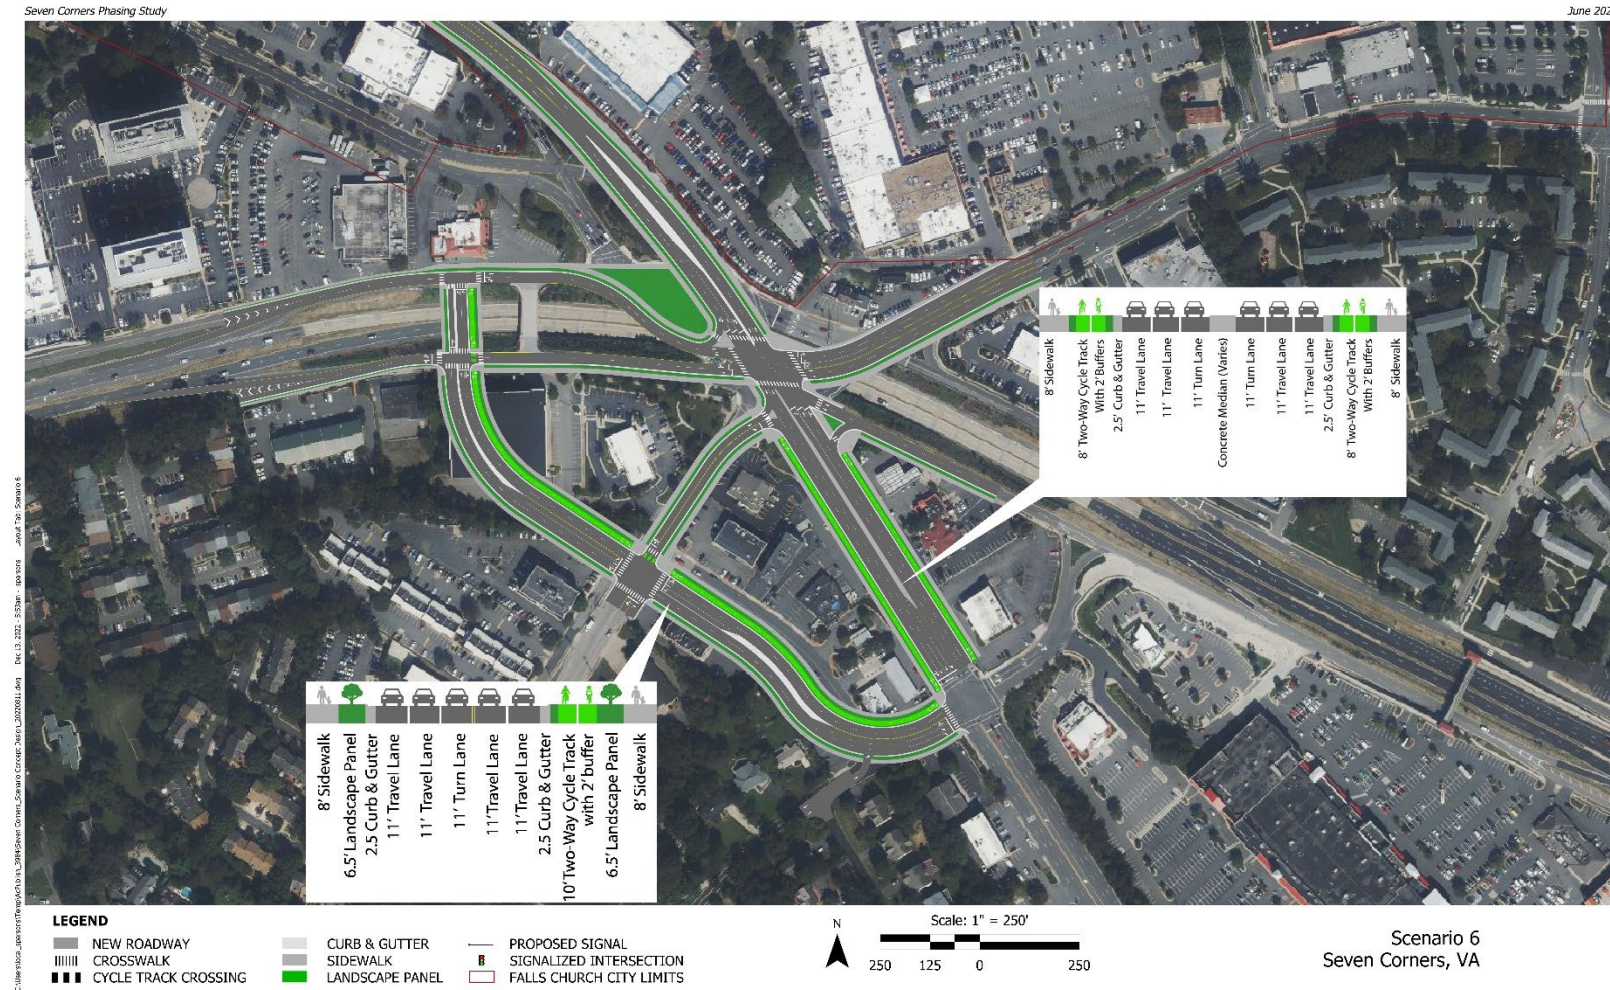 Seven Corners Phasing Study
June 202
8' Sidewalk
8' Two-Way Cycle Track
With 2' Buffers
2.5' Curb & Gutter
11' Travel Lane
11' Travel Lane
11' Turn Lane
Concrete Median (Varies)
11' Turn Lane
11' Travel Lane
11' Travel Lane
2.5' Curb & Gutter
8' Two-Way Cycle Track
With 2' Buffers
8' Sidewalk
8' Sidewalk
6.5' Landscape Panel
2.5 Curb & Gutter
11' Travel Lane
11' Travel Lane
11' Turn Lane
11'Travel Lane
11'Travel Lane
2.5 Curb & Gutter
10'Two-Way Cycle Track
with 2' buffer
6.5' Landscape Panel
8' Sidewalk
LEGEND
NEW ROADWAY
CROSSWALK
CYCLE TRACK CROSSING
CURB & GUTTER
SIDEWALK
LANDSCAPE PANEL
PROPOSED SIGNAL
SIGNALIZED INTERSECTION
FALLS CHURCH CITY LIMITS
N
Scale: 1" = 250'
250 125 0 250
Scenario 6
Seven Corners, VA